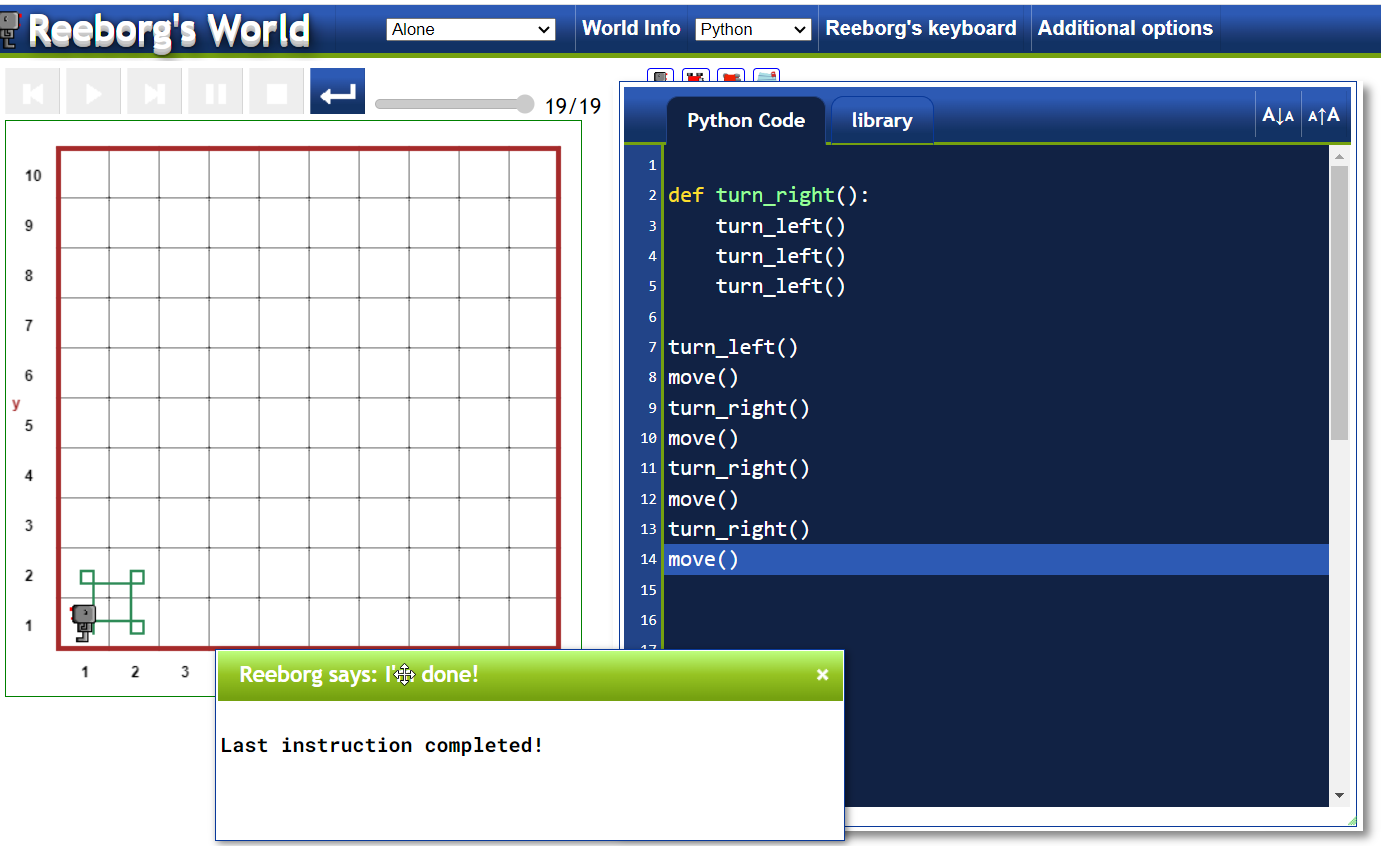 Reeborg's World
Alone
World Info
Python
Reeborg's keyboard
Additional options
19/19
Python Code
library
A↓A
A↑A
10
9
8
7
6
y
5
4
3
2
1
1 2 3
1
2 def turn_right():
3 turn_left()
4 turn_left()
5 turn_left()
6
7 turn_left()
8 move()
9 turn_right()
10 move()
11 turn_right()
12 move()
13 turn_right()
14 move()
15
16
17
Reeborg says: I' done!
×
Last instruction completed!